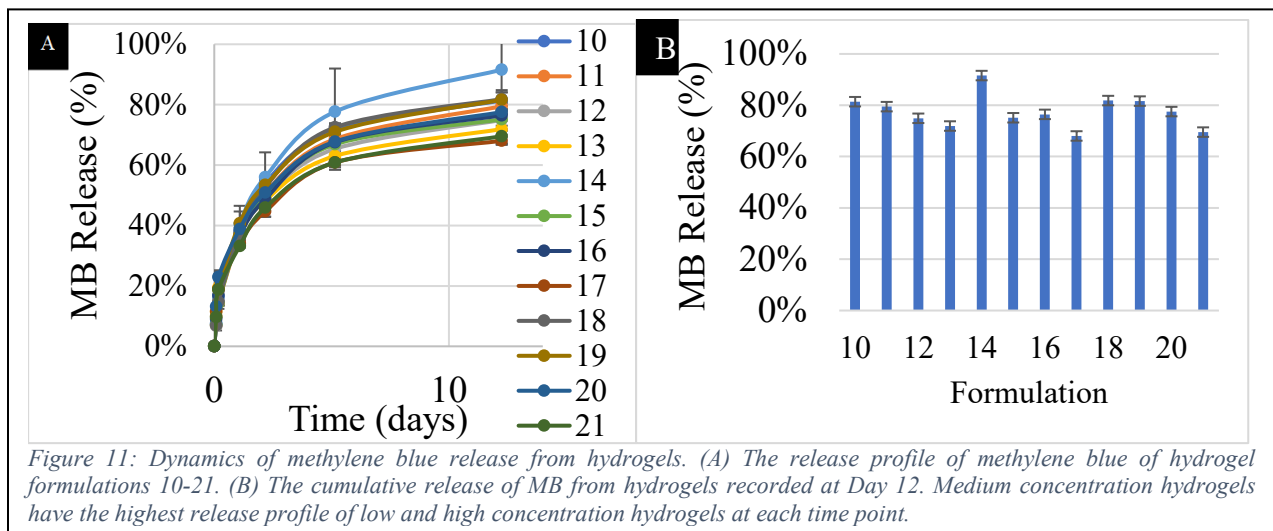 A
MB Release (%)
100%
80%
60%
40%
20%
0%
0
10
Time (days)
10
11
12
13
14
15
16
17
18
19
20
21
B
MB Release (%)
100%
80%
60%
40%
20%
0%
10 12 14 16 18 20
Formulation
Figure 11: Dynamics of methylene blue release from hydrogels. (A) The release profile of methylene blue of hydrogel
formulations 10-21. (B) The cumulative release of MB from hydrogels recorded at Day 12. Medium concentration hydrogels
have the highest release profile of low and high concentration hydrogels at each time point.